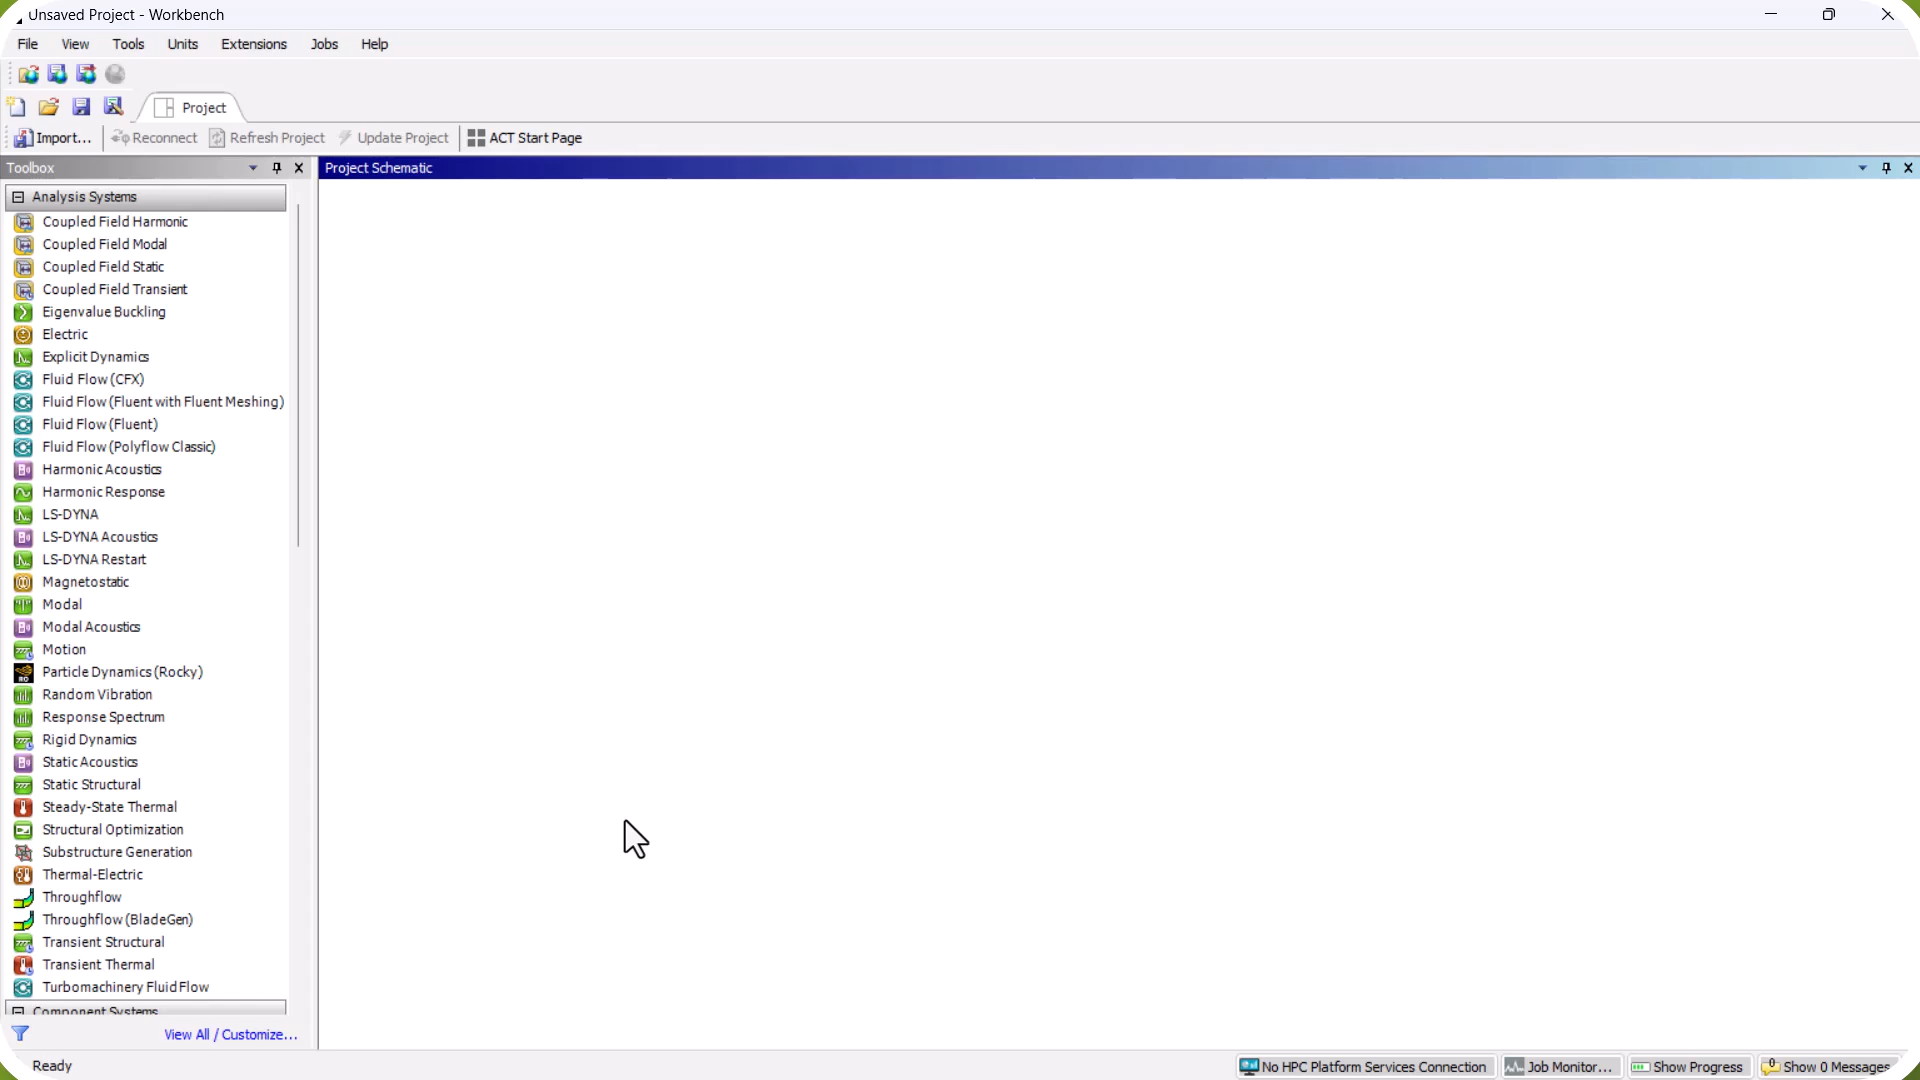 Unsaved Project - Workbench
File View Tools Units Extensions Jobs Help
Project
Import... Reconnect Refresh Project Update Project ACT Start Page
Toolbox
Project Schematic
Analysis Systems
Coupled Field Harmonic
Coupled Field Modal
Coupled Field Static
Coupled Field Transient
Eigenvalue Buckling
Electric
Explicit Dynamics
Fluid Flow (CFX)
Fluid Flow (Fluent with Fluent Meshing)
Fluid Flow (Fluent)
Fluid Flow (Polyflow Classic)
Harmonic Acoustics
Harmonic Response
LS-DYNA
LS-DYNA Acoustics
LS-DYNA Restart
Magnetostatic
Modal
Modal Acoustics
Motion
Particle Dynamics (Rocky)
Random Vibration
Response Spectrum
Rigid Dynamics
Static Acoustics
Static Structural
Steady-State Thermal
Structural Optimization
Substructure Generation
Thermal-Electric
Throughflow
Throughflow (BladeGen)
Transient Structural
Transient Thermal
Turbomachinery Fluid Flow
Component Systems
View All / Customize...
Ready
No HPC Platform Services Connection Job Monitor... Show Progress Show 0 Messages